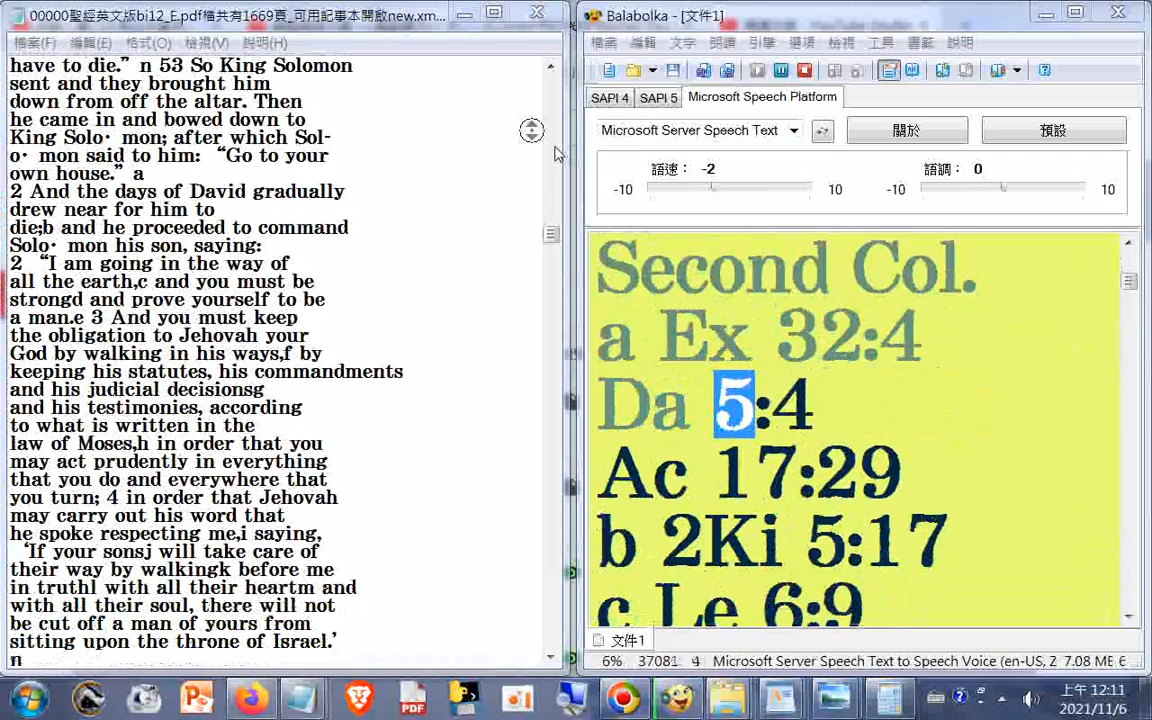 00000聖經英文版bi12_E.pdf檔共有1669頁_可用記事本開啟new.xm...
檔案(F) 編輯(E) 格式(O) 檢視(V) 說明(H)
have to die.” n 53 So King Solomon
sent and they brought him
down from off the altar. Then
he came in and bowed down to
King Solo· mon; after which Sol-
o· mon said to him: “Go to your
own house.” a
2 And the days of David gradually
drew near for him to
die;b and he proceeded to command
Solo· mon his son, saying:
2 “I am going in the way of
all the earth,c and you must be
strongd and prove yourself to be
a man.e 3 And you must keep
the obligation to Jehovah your
God by walking in his ways,f by
keeping his statutes, his commandments
and his judicial decisionsg
and his testimonies, according
to what is written in the
law of Moses,h in order that you
may act prudently in everything
that you do and everywhere that
you turn; 4 in order that Jehovah
may carry out his word that
he spoke respecting me,i saying,
‘If your sonsj will take care of
their way by walkingk before me
in truthl with all their heartm and
with all their soul, there will not
be cut off a man of yours from
sitting upon the throne of Israel.’
n
Balabolka - [文件1]
檔案 編輯 文字 朗讀 引擎 選項 檢視 工具 書籤 說明
SAPI 4 SAPI 5 Microsoft Speech Platform
Microsoft Server Speech Text 關於 預設
語速： -2 語調： 0
-10 10 -10 10
Second Col.
a Ex 32:4
Da 5:4
Ac 17:29
b 2Ki 5:17
c Le 6:9
文件1
6% 37081. 4 Microsoft Server Speech Text to Speech Voice (en-US, 2 7.08 ME 6
上午 12:11
2021/11/6